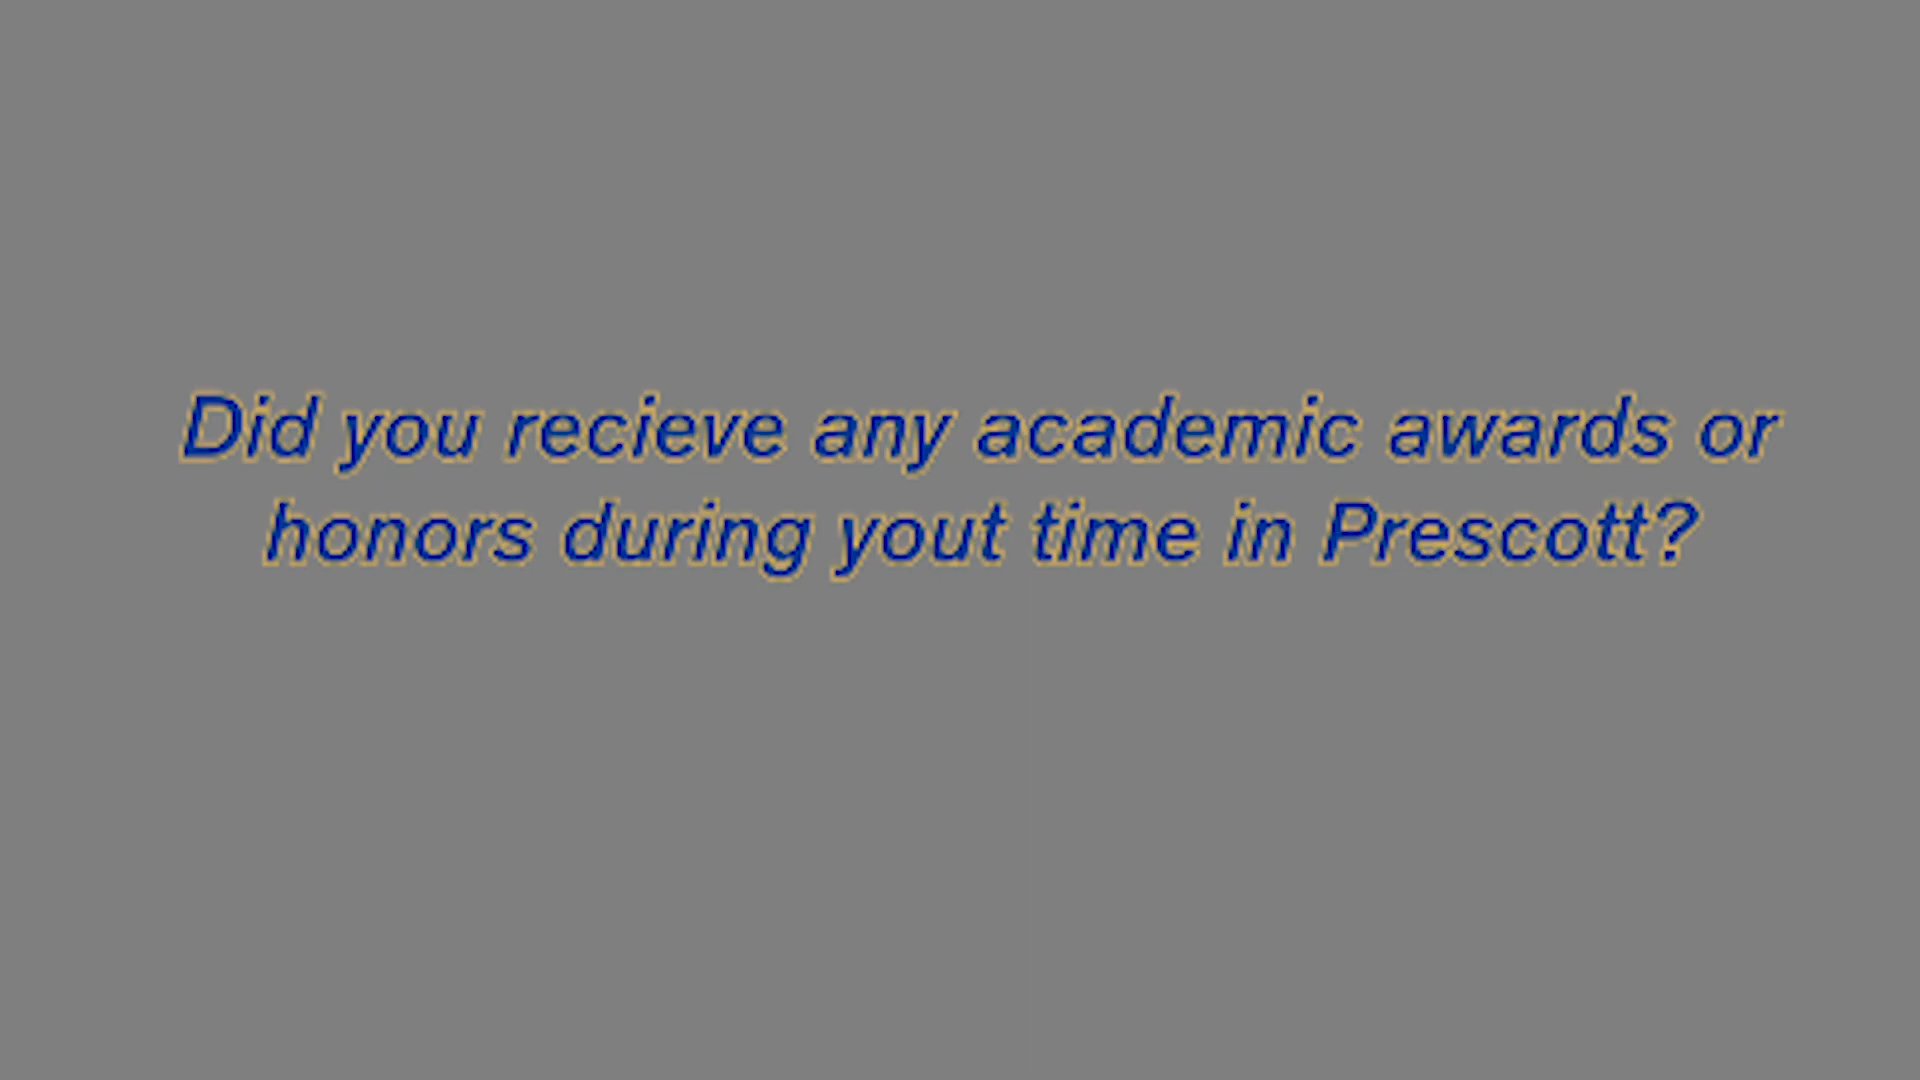 Did you recieve any academic awards or
honors during yout time in Prescott?